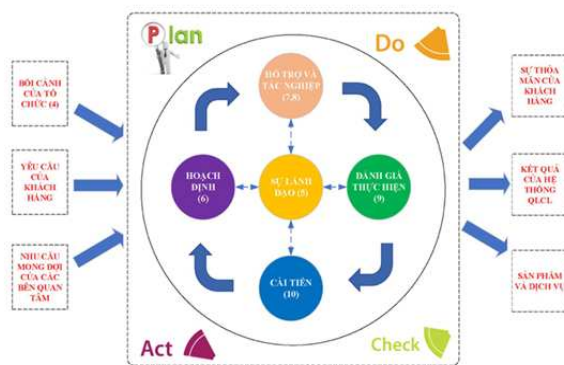 Plan
Do
BỐI CẢNH
CỦA TỔ
CHỨC (4)
YÊU CẦU
CỦA
KHÁCH
HÀNG
NHU CẦU
MONG ĐỢI
CỦA CÁC
BÊN QUAN
TÂM
HỖ TRỢ VÀ
TÁC NGHIỆP
(7,8)
HOẠCH
ĐỊNH
(6)
SỰ LÃNH
ĐẠO (5)
ĐÁNH GIÁ
THỰC HIỆN
(9)
CẢI TIẾN
(10)
SỰ THỎA
MÃN CỦA
KHÁCH
HÀNG
KẾT QUẢ
CỦA HỆ
THỐNG
QLCL
SẢN PHẨM
VÀ DỊCH VỤ
Act
Check